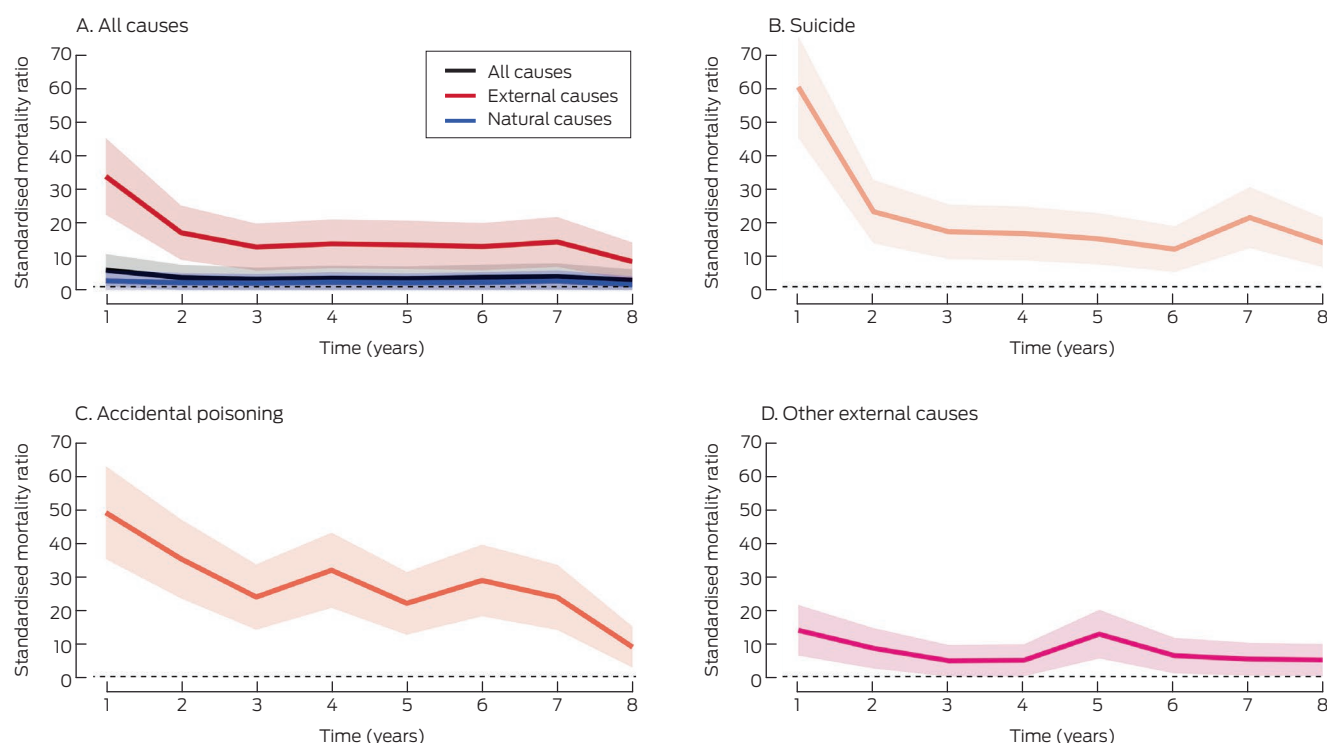 A. All causes
Standardised mortality ratio
70
60
50
40
30
20
10
0
All causes
External causes
Natural causes
1 2 3 4 5 6 7 8
Time (years)
B. Suicide
Standardised mortality ratio
70
60
50
40
30
20
10
0
1 2 3 4 5 6 7 8
Time (years)
C. Accidental poisoning
Standardised mortality ratio
70
60
50
40
30
20
10
0
1 2 3 4 5 6 7 8
Time (years)
D. Other external causes
Standardised mortality ratio
70
60
50
40
30
20
10
0
1 2 3 4 5 6 7 8
Time (years)